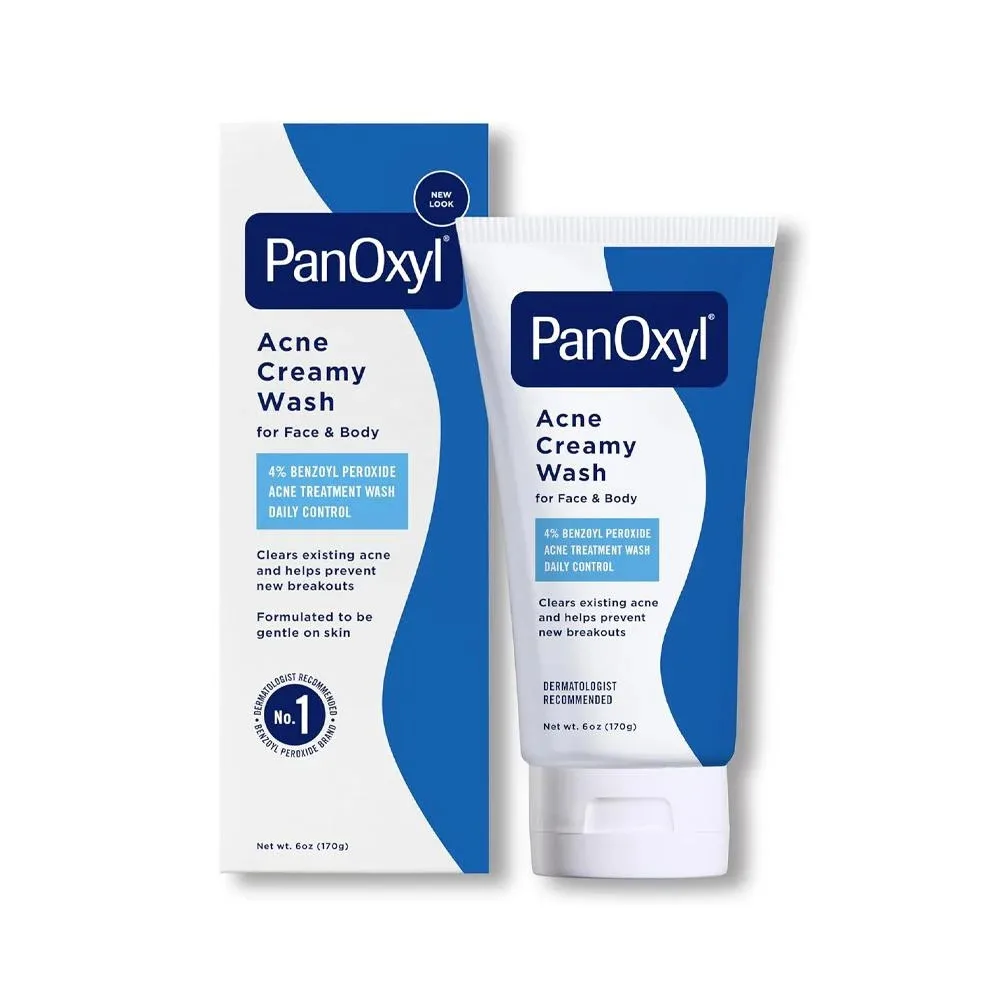 NEW
LOOK
PanOxyl®
Acne
Creamy
Wash
for Face & Body
4% BENZOYL PEROXIDE
ACNE TREATMENT WASH
DAILY CONTROL
Clears existing acne
and helps prevent
new breakouts
Formulated to be
gentle on skin
DERMATOLOGIST RECOMMENDED
No.1
BENZOYL PEROXIDE BRAND
Net wt. 6oz (170g)
PanOxyl®
Acne
Creamy
Wash
for Face & Body
4% BENZOYL PEROXIDE
ACNE TREATMENT WASH
DAILY CONTROL
Clears existing acne
and helps prevent
new breakouts
DERMATOLOGIST
RECOMMENDED
Net wt. 6oz (170g)